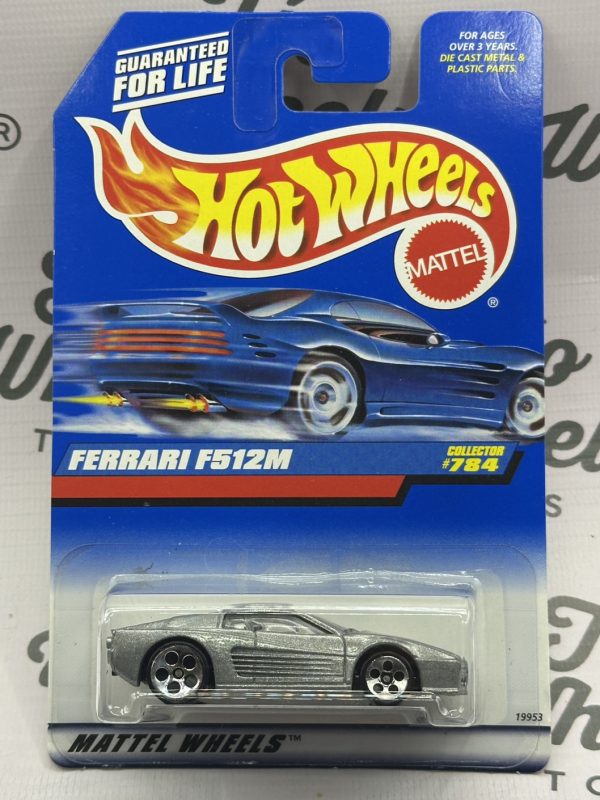 GUARANTEED
FOR LIFE
FOR AGES
OVER 3 YEARS.
DIE CAST METAL &
PLASTIC PARTS.
HOT WHEELS
MATTEL
®
FERRARI F512M
COLLECTOR
#784
19953
MATTEL WHEELS™